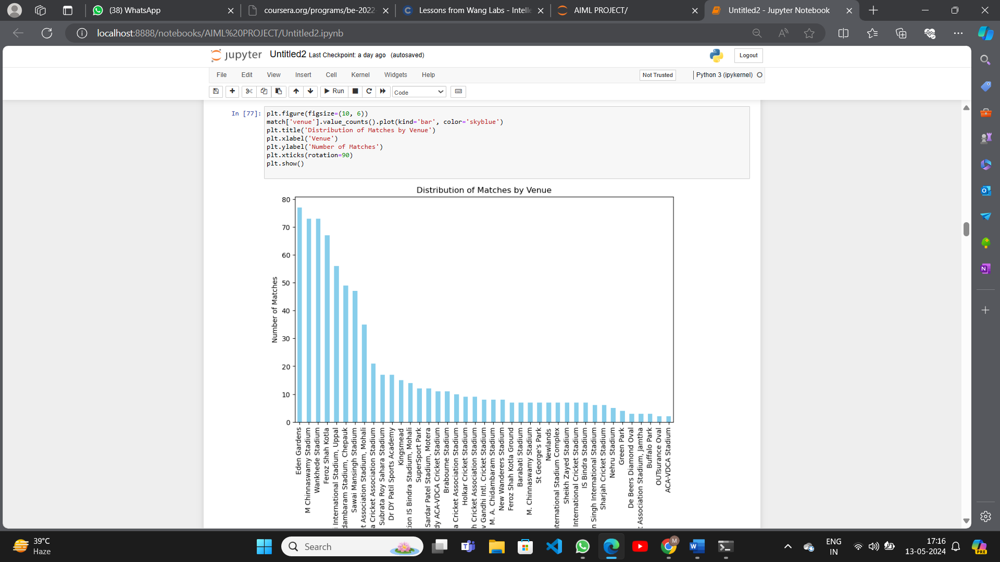 (38) WhatsApp
coursera.org/programs/be-2022-
Lessons from Wang Labs - Intelle
AIML PROJECT/
Untitled2 - Jupyter Notebook
localhost:8888/notebooks/AIML%20PROJECT/Untitled2.ipynb
jupyter Untitled2 Last Checkpoint: a day ago (autosaved)
Logout
File Edit View Insert Cell Kernel Widgets Help
Not Trusted
Python 3 (ipykernel)
Run
Code
In [77]:
plt.figure(figsize=(10, 6))
match['venue'].value_counts().plot(kind='bar', color='skyblue')
plt.title('Distribution of Matches by Venue')
plt.xlabel('Venue')
plt.ylabel('Number of Matches')
plt.xticks(rotation=90)
plt.show()
Distribution of Matches by Venue
Number of Matches
80
70
60
50
40
30
20
10
0
Eden Gardens
M Chinnaswamy Stadium
Wankhede Stadium
Feroz Shah Kotla
i International Stadium, Uppal
dambaram Stadium, Chepauk
Sawai Mansingh Stadium
t Association Stadium, Mohali
a Cricket Association Stadium
Subrata Roy Sahara Stadium
Dr DY Patil Sports Academy
Kingsmead
tion IS Bindra Stadium, Mohali
SuperSport Park
Sardar Patel Stadium, Motera
dy ACA-VDCA Cricket Stadium
Brabourne Stadium
a Cricket Association Stadium
Holkar Cricket Stadium
h Cricket Association Stadium
v Gandhi Intl. Cricket Stadium
M. A. Chidambaram Stadium
New Wanderers Stadium
Feroz Shah Kotla Ground
Barabati Stadium
M. Chinnaswamy Stadium
St George's Park
Newlands
ternational Stadium Complex
Sheikh Zayed Stadium
International Cricket Stadium
IS Bindra Stadium
n Singh International Stadium
Sharjah Cricket Stadium
Nehru Stadium
Green Park
De Beers Diamond Oval
t Association Stadium, Jamtha
Buffalo Park
OUTsurance Oval
ACA-VDCA Stadium
39°C
Haze
Search
M
ENG
IN
17:16
13-05-2024
PRE